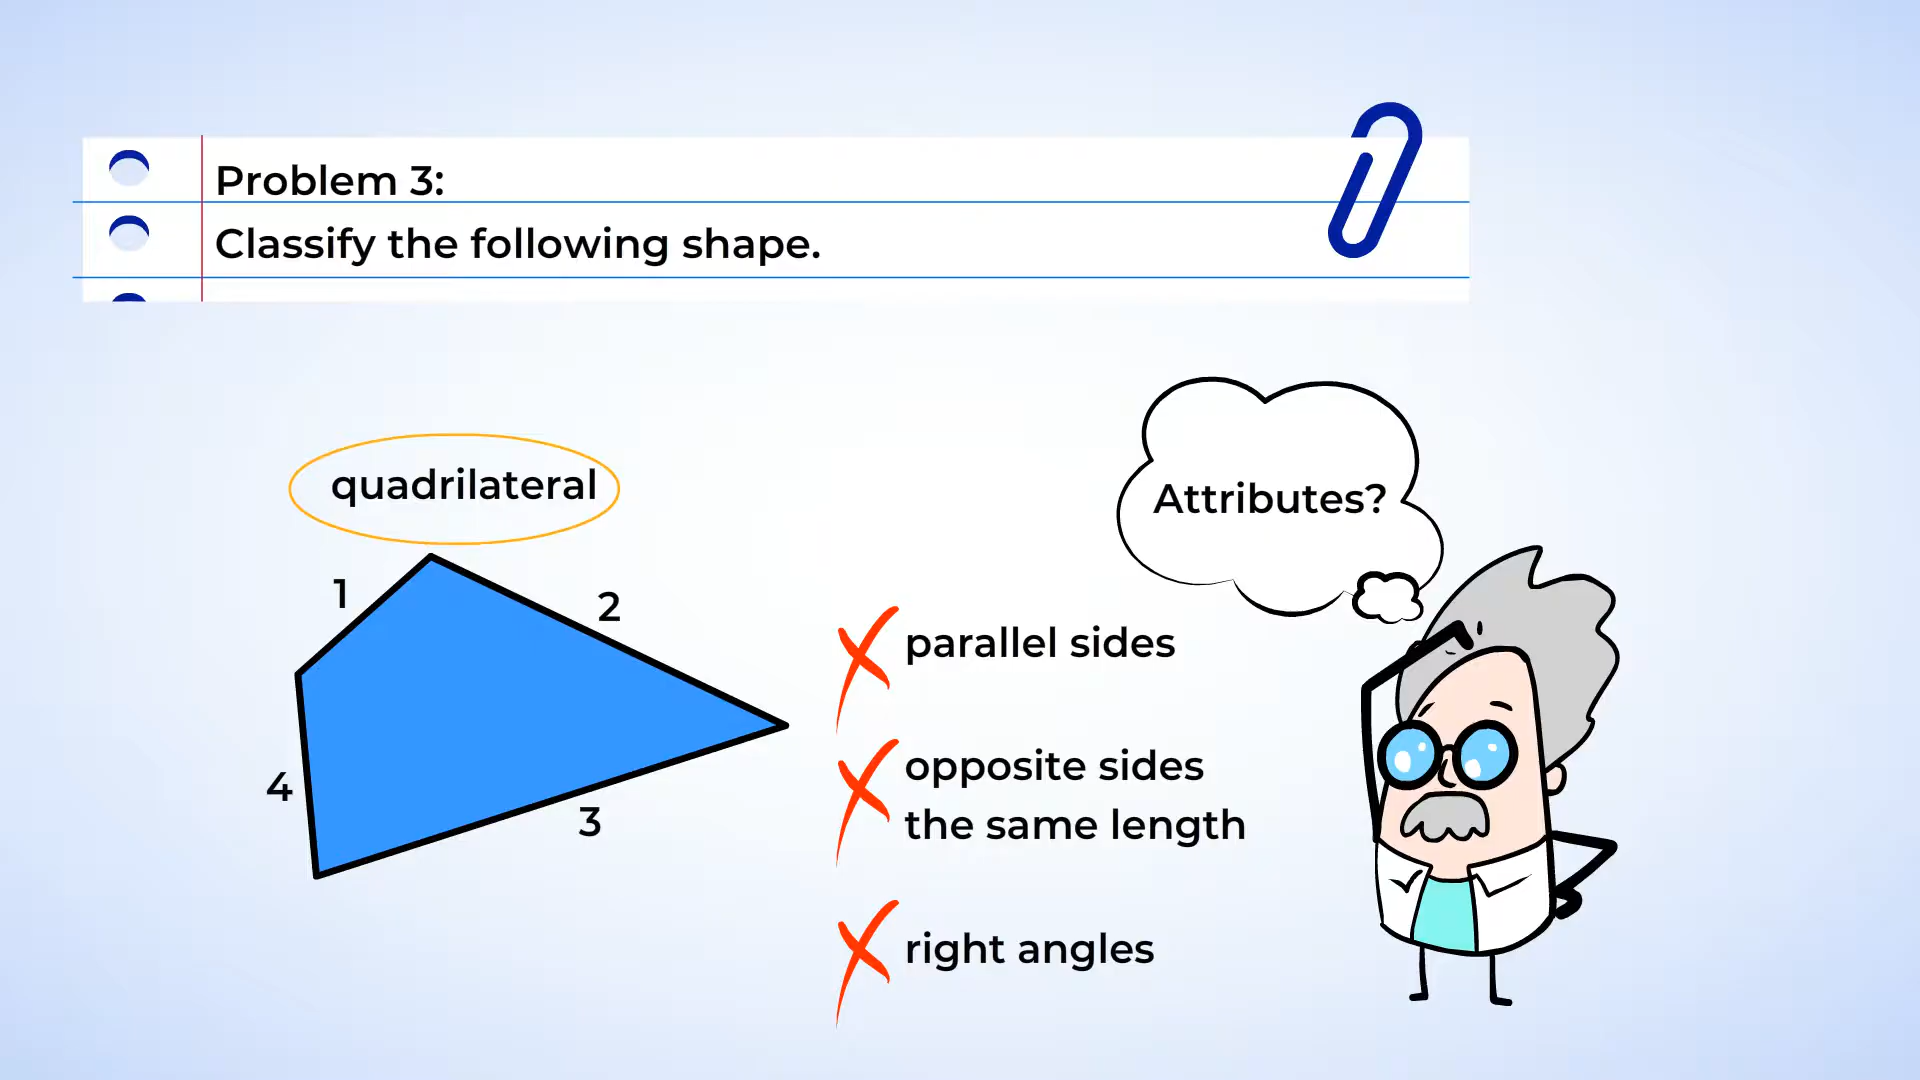 Problem 3:
Classify the following shape.
quadrilateral
Attributes?
1
2
4
3
parallel sides
opposite sides
the same length
right angles